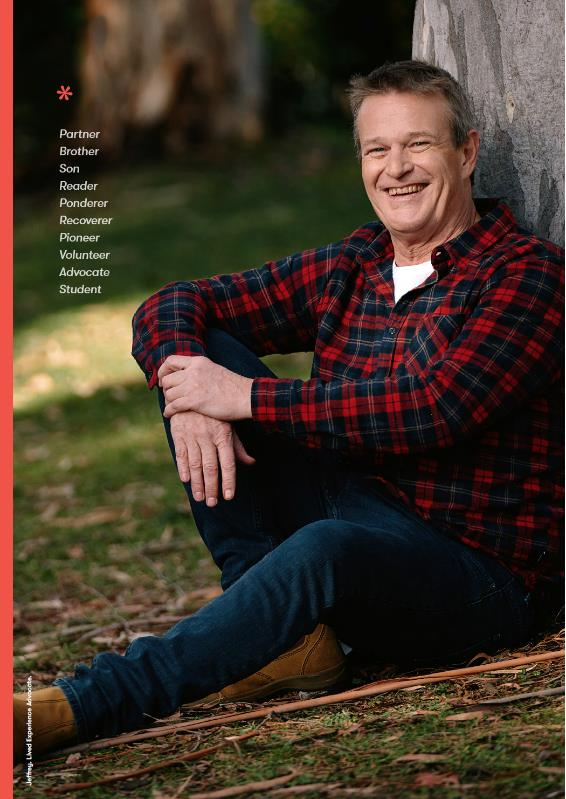 *
Partner
Brother
Son
Reader
Ponderer
Recoverer
Pioneer
Volunteer
Advocate
Student
Jeffrey, Lived Experience Advocate.